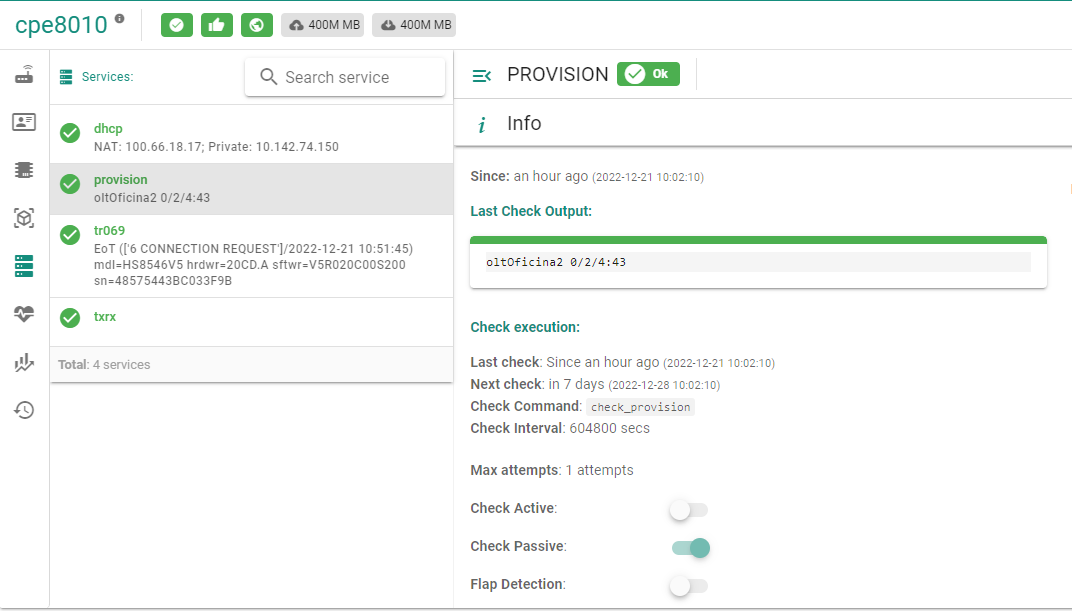 cpe8010
400M MB
400M MB
Services:
Search service
dhcp
NAT: 100.66.18.17; Private: 10.142.74.150
provision
oltOficina2 0/2/4:43
tr069
EoT (['6 CONNECTION REQUEST']/2022-12-21 10:51:45)
mdl=HS8546V5 hrdwr=20CD.A sftwr=V5R020C00S200
sn=48575443BC033F9B
txrx
Total: 4 services
PROVISION
Ok
i Info
Since: an hour ago (2022-12-21 10:02:10)
Last Check Output:
oltOficina2 0/2/4:43
Check execution:
Last check: Since an hour ago (2022-12-21 10:02:10)
Next check: in 7 days (2022-12-28 10:02:10)
Check Command: check_provision
Check Interval: 604800 secs
Max attempts: 1 attempts
Check Active:
Check Passive:
Flap Detection: